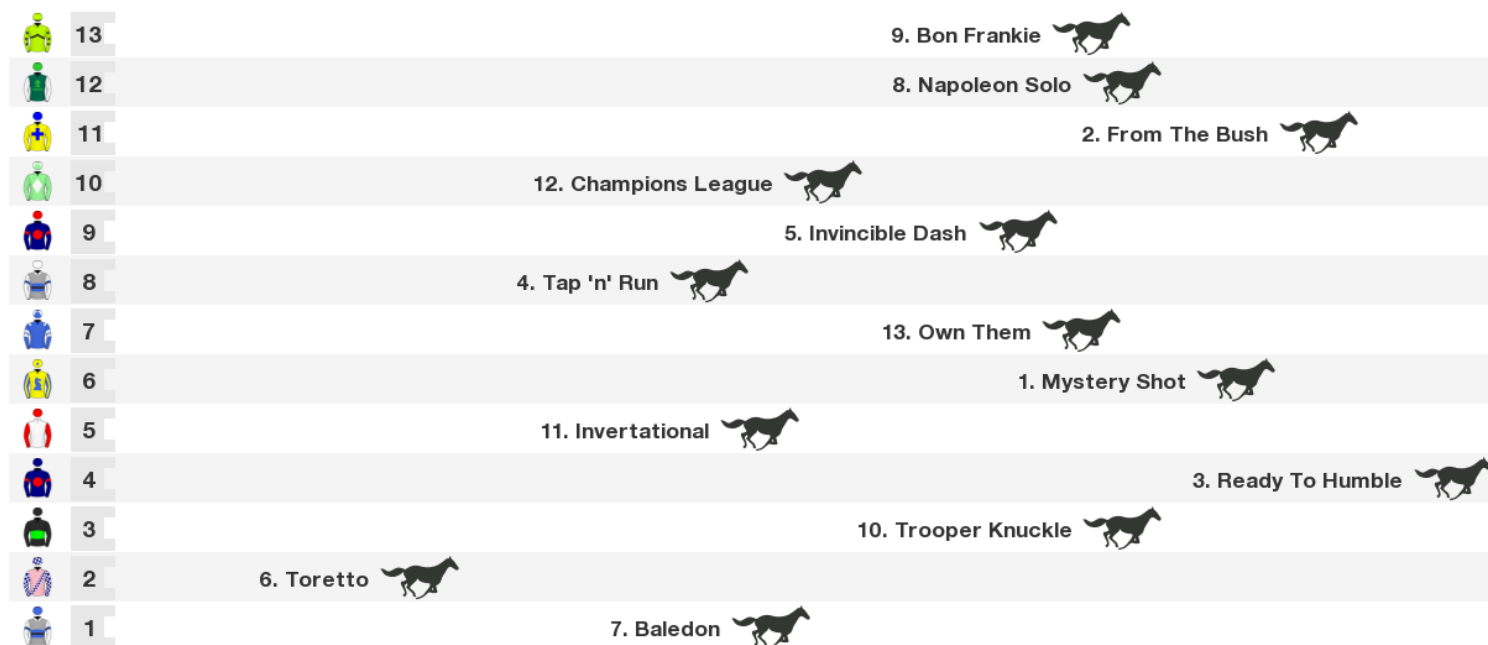 13 9. Bon Frankie
12 8. Napoleon Solo
11 2. From The Bush
10 12. Champions League
9 5. Invincible Dash
8 4. Tap 'n' Run
7 13. Own Them
6 1. Mystery Shot
5 11. Invertational
4 3. Ready To Humble
3 10. Trooper Knuckle
2 6. Toretto
1 7. Baledon